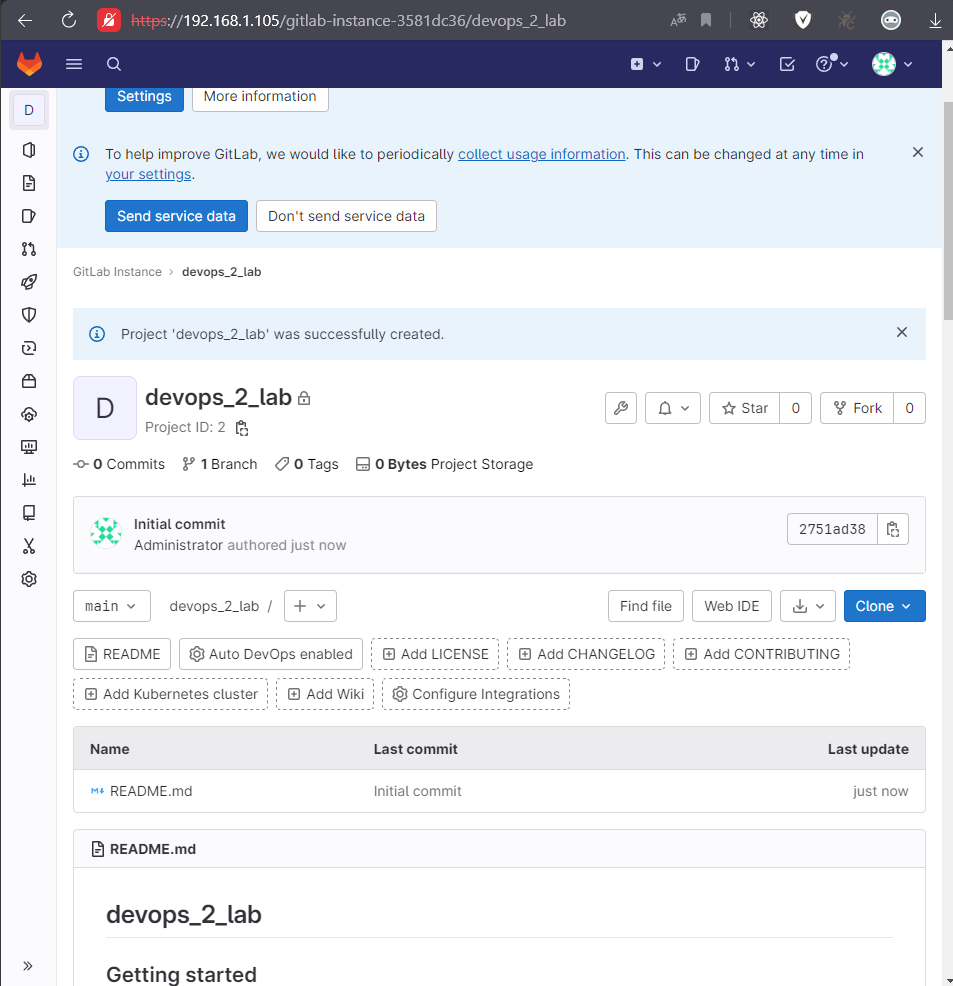 https://192.168.1.105/gitlab-instance-3581dc36/devops_2_lab
D
Settings More information
To help improve GitLab, we would like to periodically collect usage information. This can be changed at any time in
your settings.
Send service data Don't send service data
GitLab Instance › devops_2_lab
Project 'devops_2_lab' was successfully created.
D
devops_2_lab
Project ID: 2
Star 0 Fork 0
0 Commits 1 Branch 0 Tags 0 Bytes Project Storage
Initial commit
Administrator authored just now
2751ad38
main devops_2_lab / + Find file Web IDE Clone
README Auto DevOps enabled Add LICENSE Add CHANGELOG Add CONTRIBUTING
Add Kubernetes cluster Add Wiki Configure Integrations
Name Last commit Last update
README.md Initial commit just now
README.md
devops_2_lab
Getting started